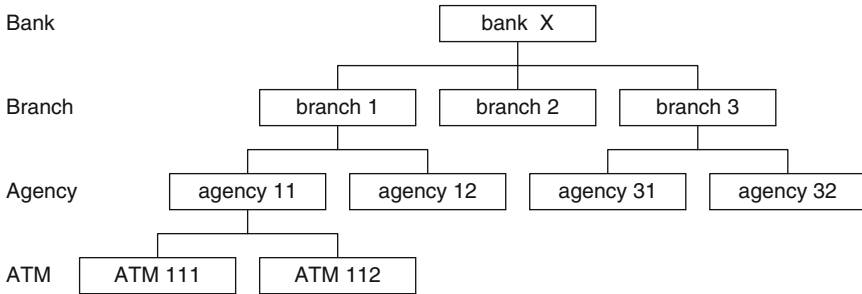 Bank
bank X
Branch
branch 1
branch 2
branch 3
Agency
agency 11
agency 12
agency 31
agency 32
ATM
ATM 111
ATM 112